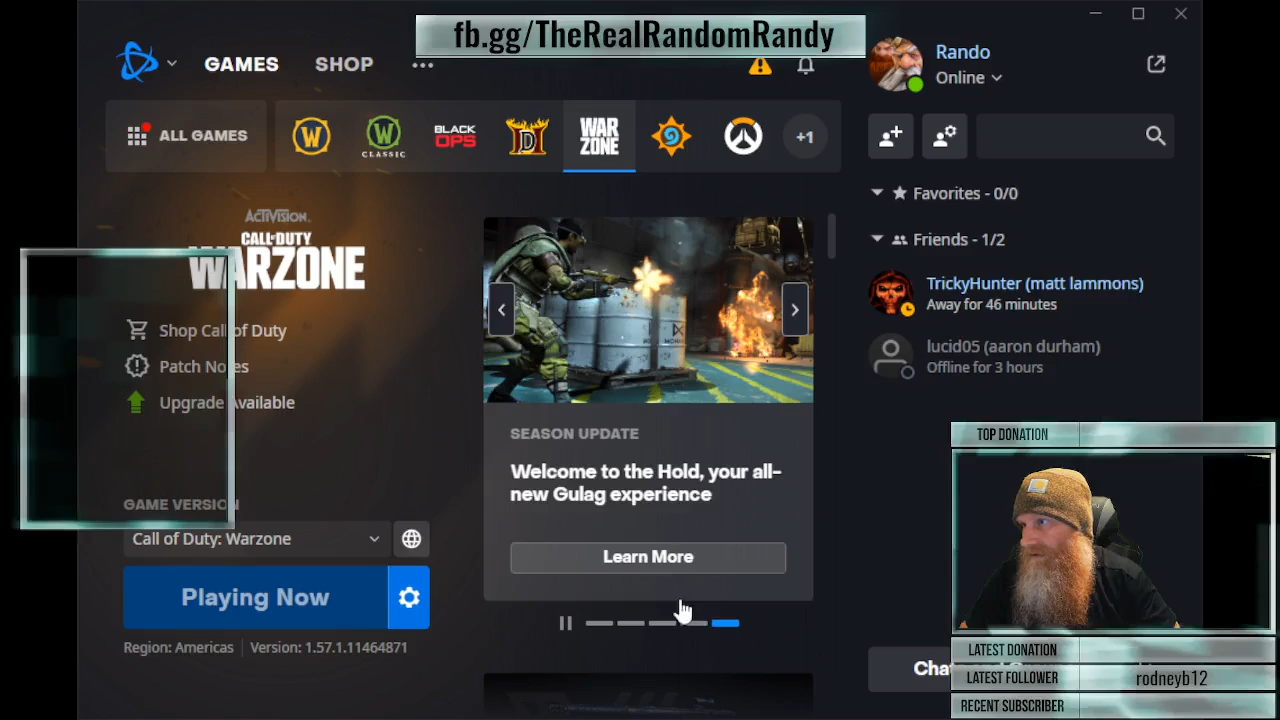 fb.gg/TheRealRandomRandy
GAMES
SHOP
Rando
Online
ALL GAMES
W
W
CLASSIC
BLACK
OPS
D
WAR
ZONE
+1
Favorites - 0/0
Friends - 1/2
TrickyHunter (matt lammons)
Away for 46 minutes
lucid05 (aaron durham)
Offline for 3 hours
ACTIVISION
CALL OF DUTY
WARZONE
Shop Call of Duty
Patch Notes
Upgrade Available
GAME VERSION
Call of Duty: Warzone
Playing Now
Region: Americas
Version: 1.57.1.11464871
SEASON UPDATE
Welcome to the Hold, your all-
new Gulag experience
Learn More
TOP DONATION
LATEST DONATION
LATEST FOLLOWER
rodneyb12
RECENT SUBSCRIBER